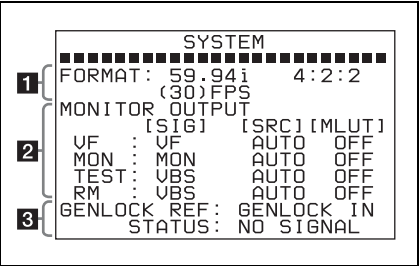 SYSTEM
1
FORMAT: 59.94i 4:2:2
(30)FPS
2
MONITOR OUTPUT
[SIG] [SRC][MLUT]
VF : VF AUTO OFF
MON : MON AUTO OFF
TEST: VBS AUTO OFF
RM : VBS AUTO OFF
3
GENLOCK REF: GENLOCK IN
STATUS: NO SIGNAL